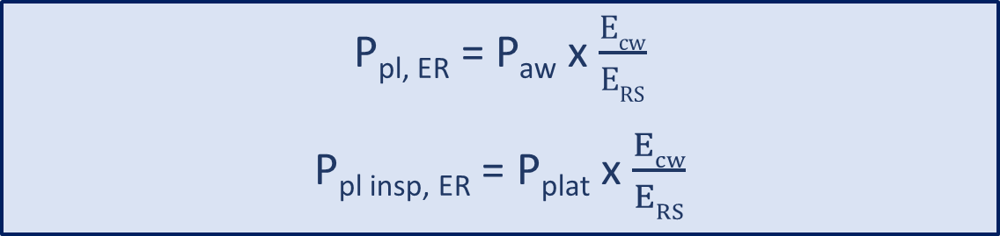 P_pl, ER = P_aw x E_cw/E_RS
P_pl insp, ER = P_plat x E_cw/E_RS